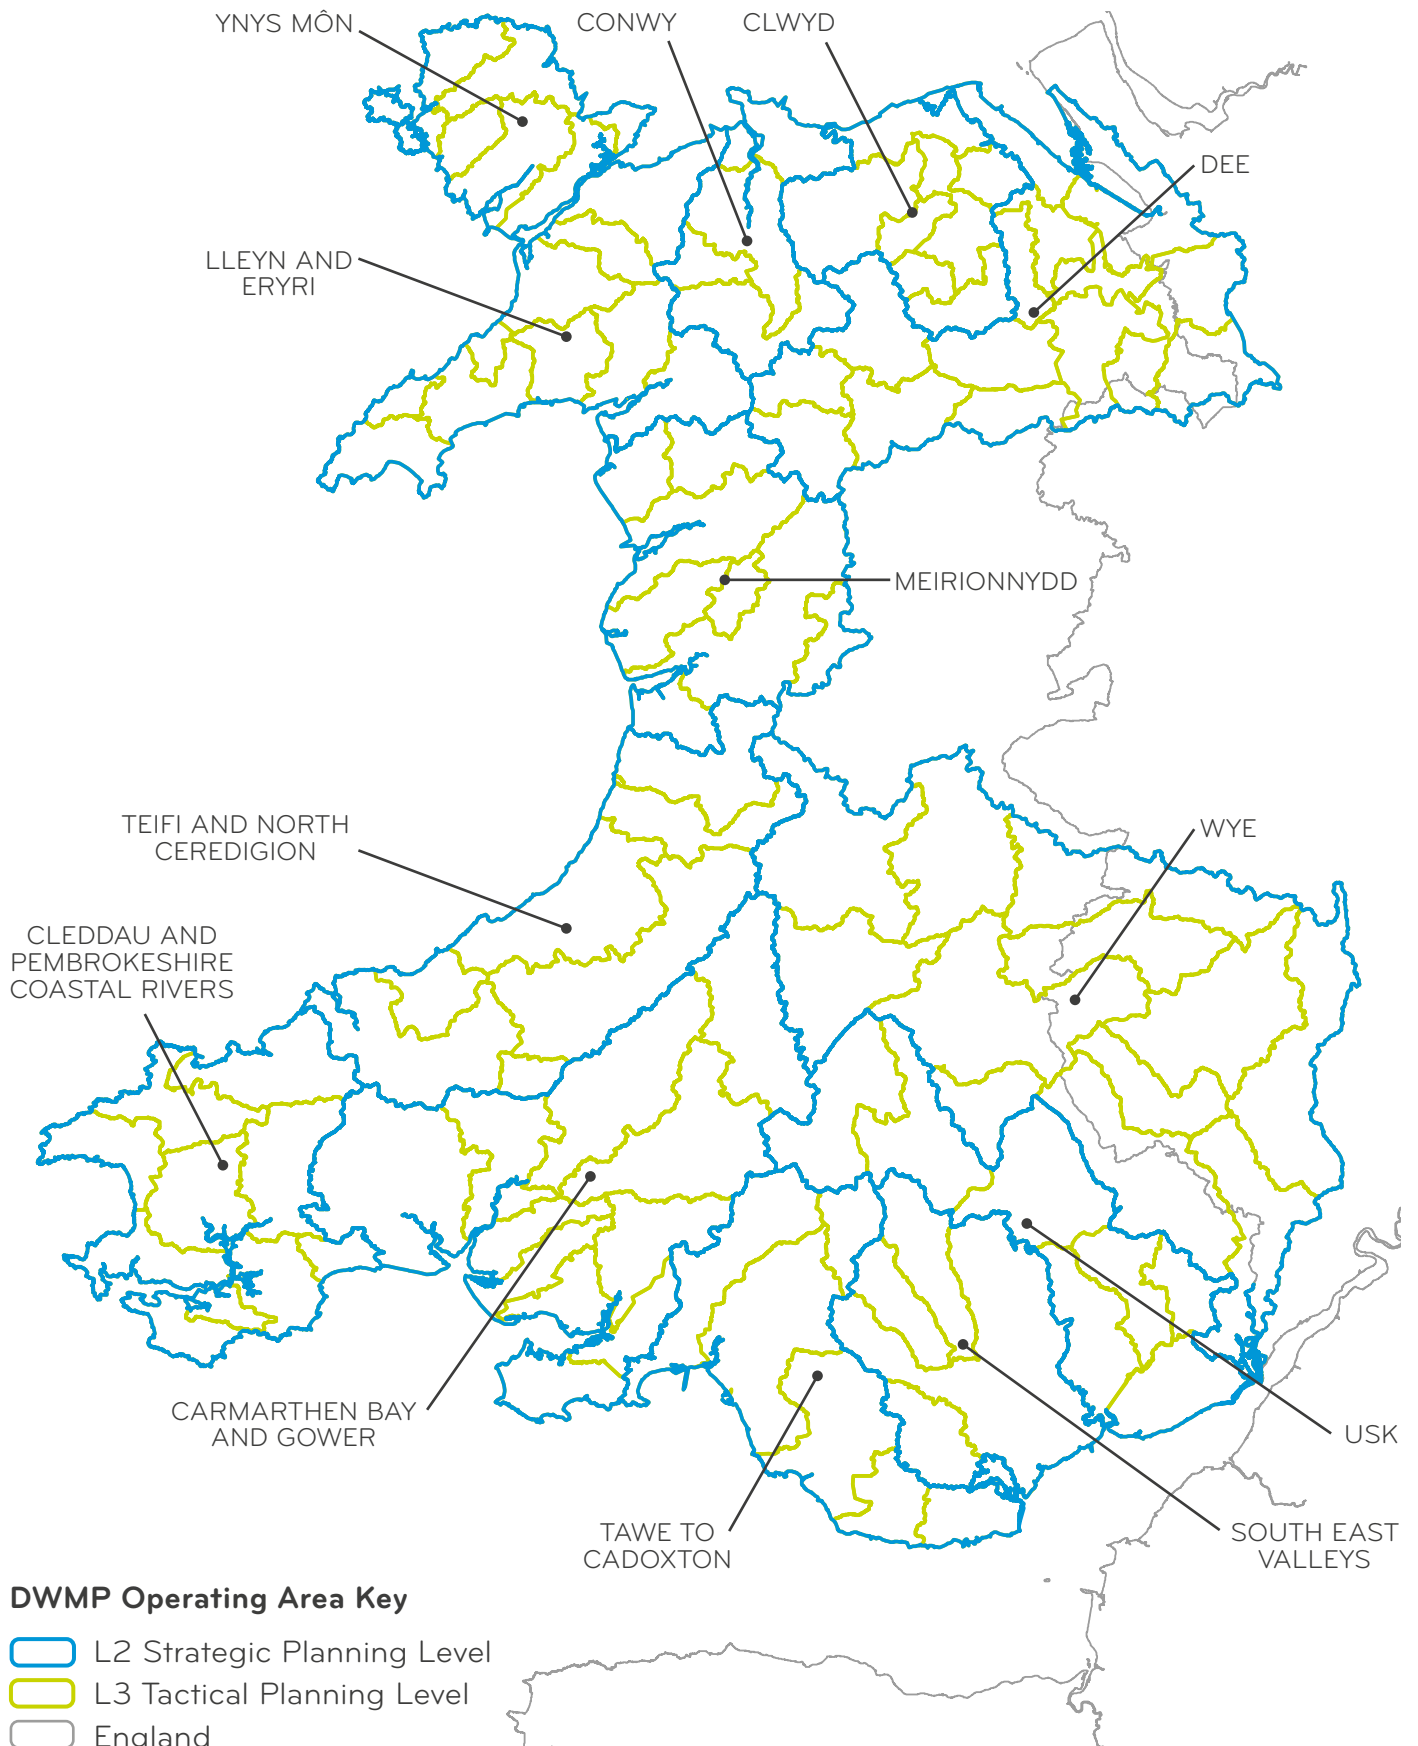 YNYS MÔN
CONWY
CLWYD
DEE
LLEYN AND
ERYRI
MEIRIONNYDD
TEIFI AND NORTH
CEREDIGION
WYE
CLEDDAU AND
PEMBROKESHIRE
COASTAL RIVERS
CARMARTHEN BAY
AND GOWER
USK
TAWE TO
CADOXTON
SOUTH EAST
VALLEYS
DWMP Operating Area Key
L2 Strategic Planning Level
L3 Tactical Planning Level
England